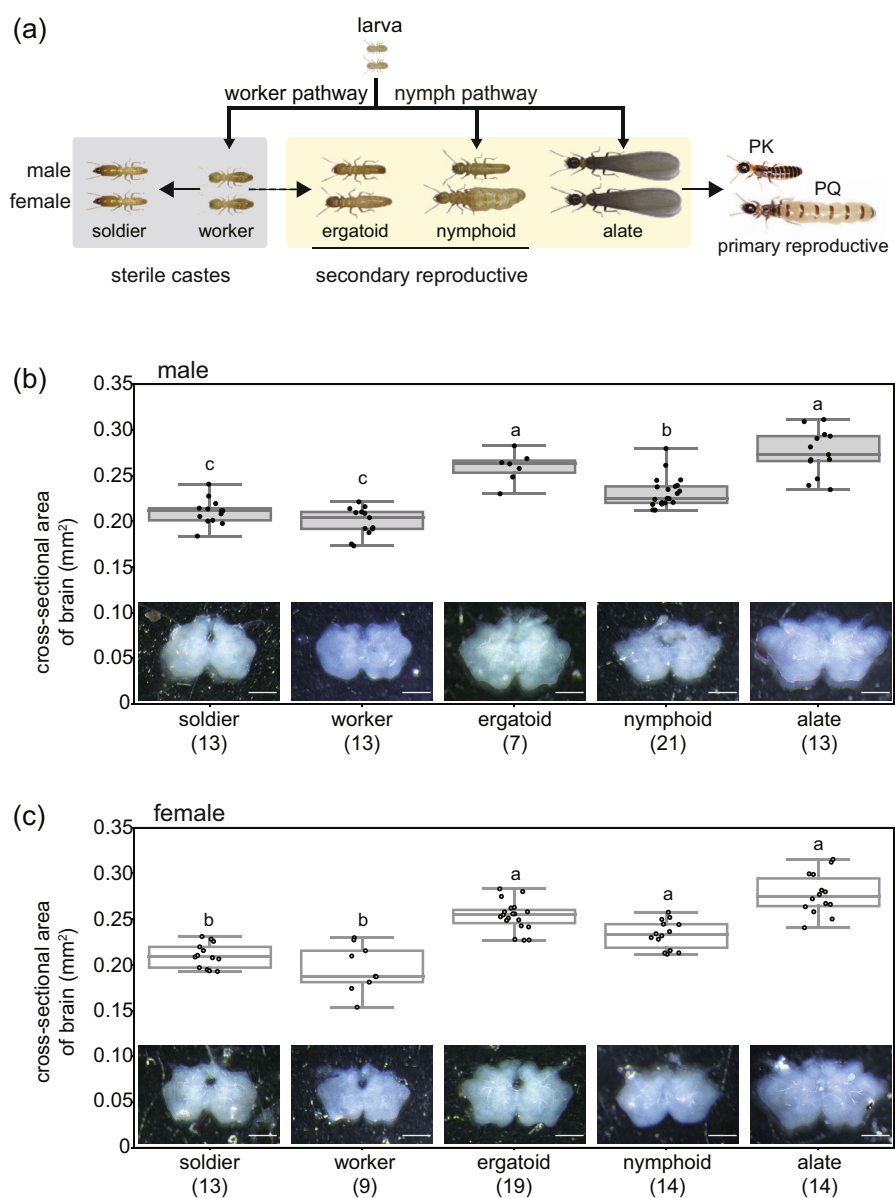 (a)
larva
worker pathway
nymph pathway
male
female
soldier
worker
ergatoid
nymphoid
alate
PK
PQ
primary reproductive
sterile castes
secondary reproductive
(b)
male
cross-sectional area
of brain (mm²)
0.35
0.30
0.25
0.20
0.15
0.10
0.05
0
c
c
a
b
a
soldier
(13)
worker
(13)
ergatoid
(7)
nymphoid
(21)
alate
(13)
(c)
female
cross-sectional area
of brain (mm²)
0.35
0.30
0.25
0.20
0.15
0.10
0.05
0
b
b
a
a
a
soldier
(13)
worker
(9)
ergatoid
(19)
nymphoid
(14)
alate
(14)